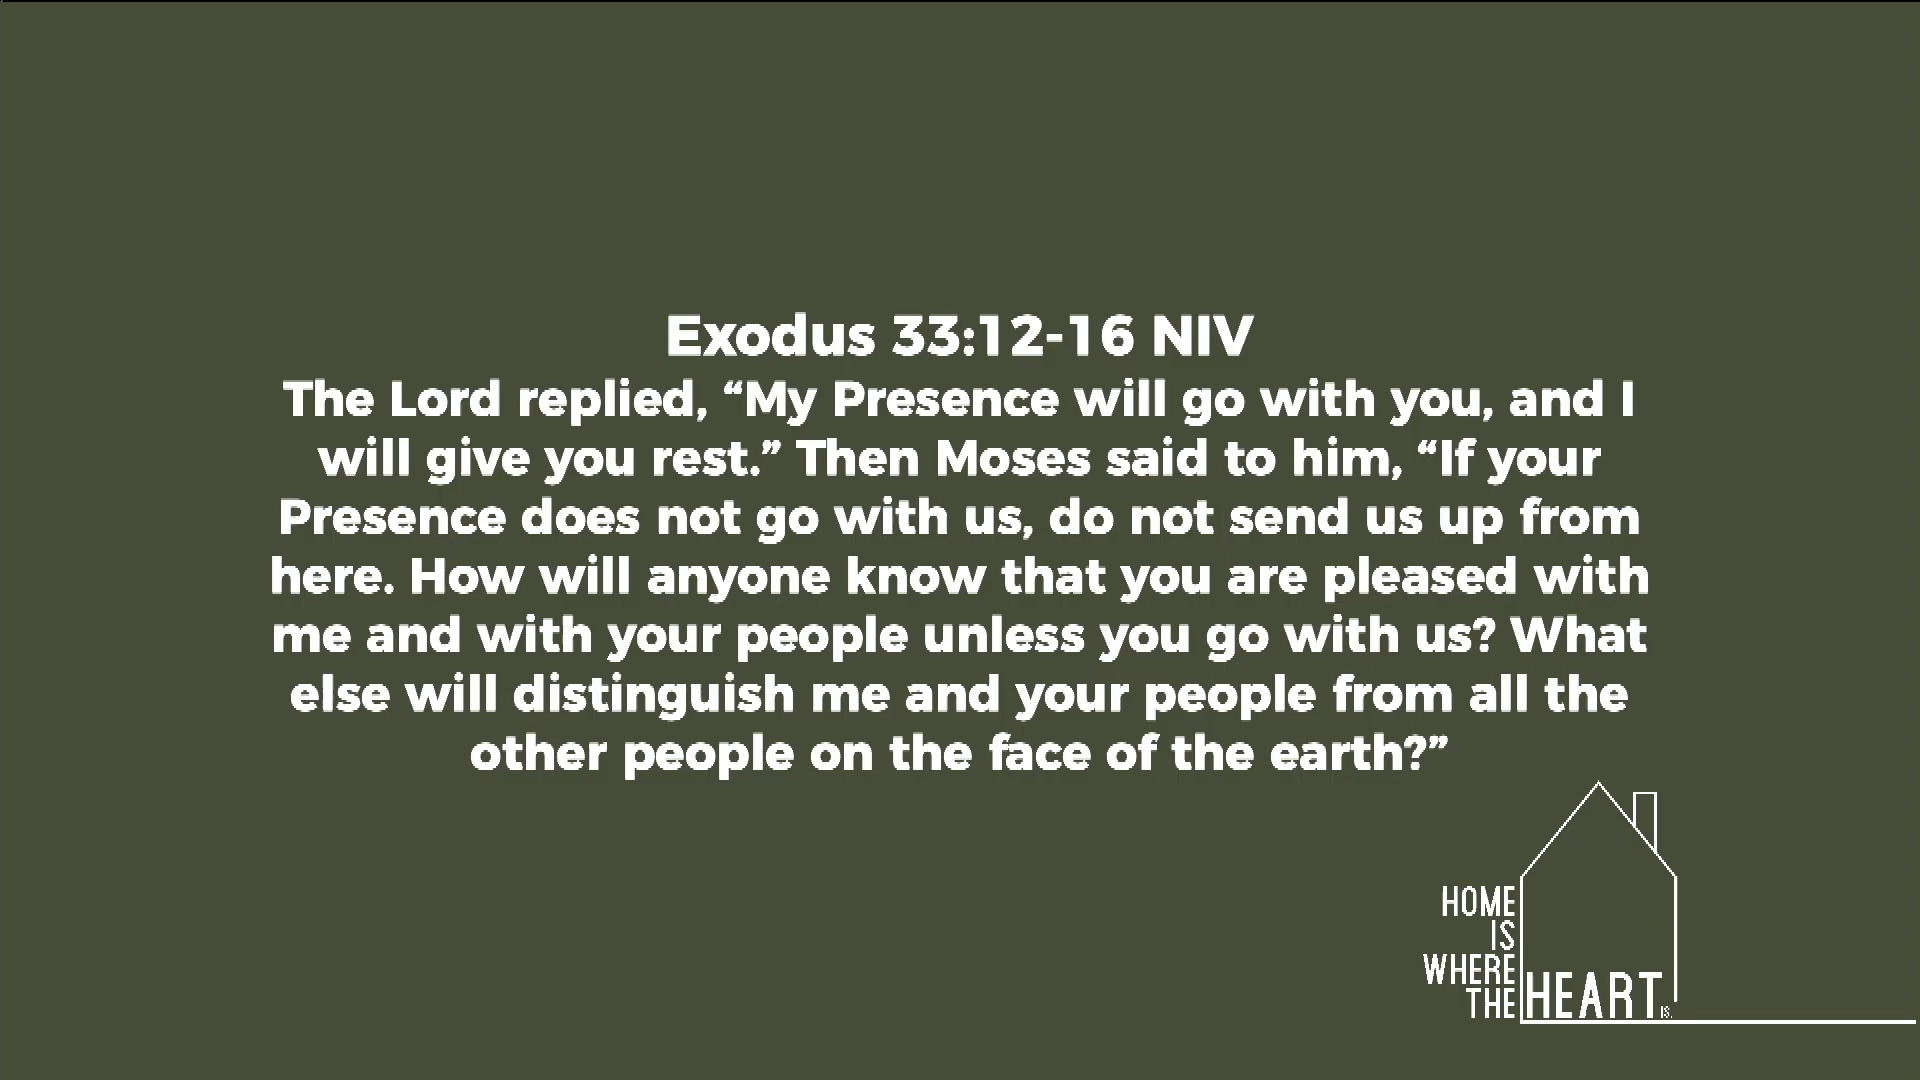 Exodus 33:12-16 NIV
The Lord replied, “My Presence will go with you, and I
will give you rest.” Then Moses said to him, “If your
Presence does not go with us, do not send us up from
here. How will anyone know that you are pleased with
me and with your people unless you go with us? What
else will distinguish me and your people from all the
other people on the face of the earth?”
HOME
IS
WHERE
THE HEART IS.